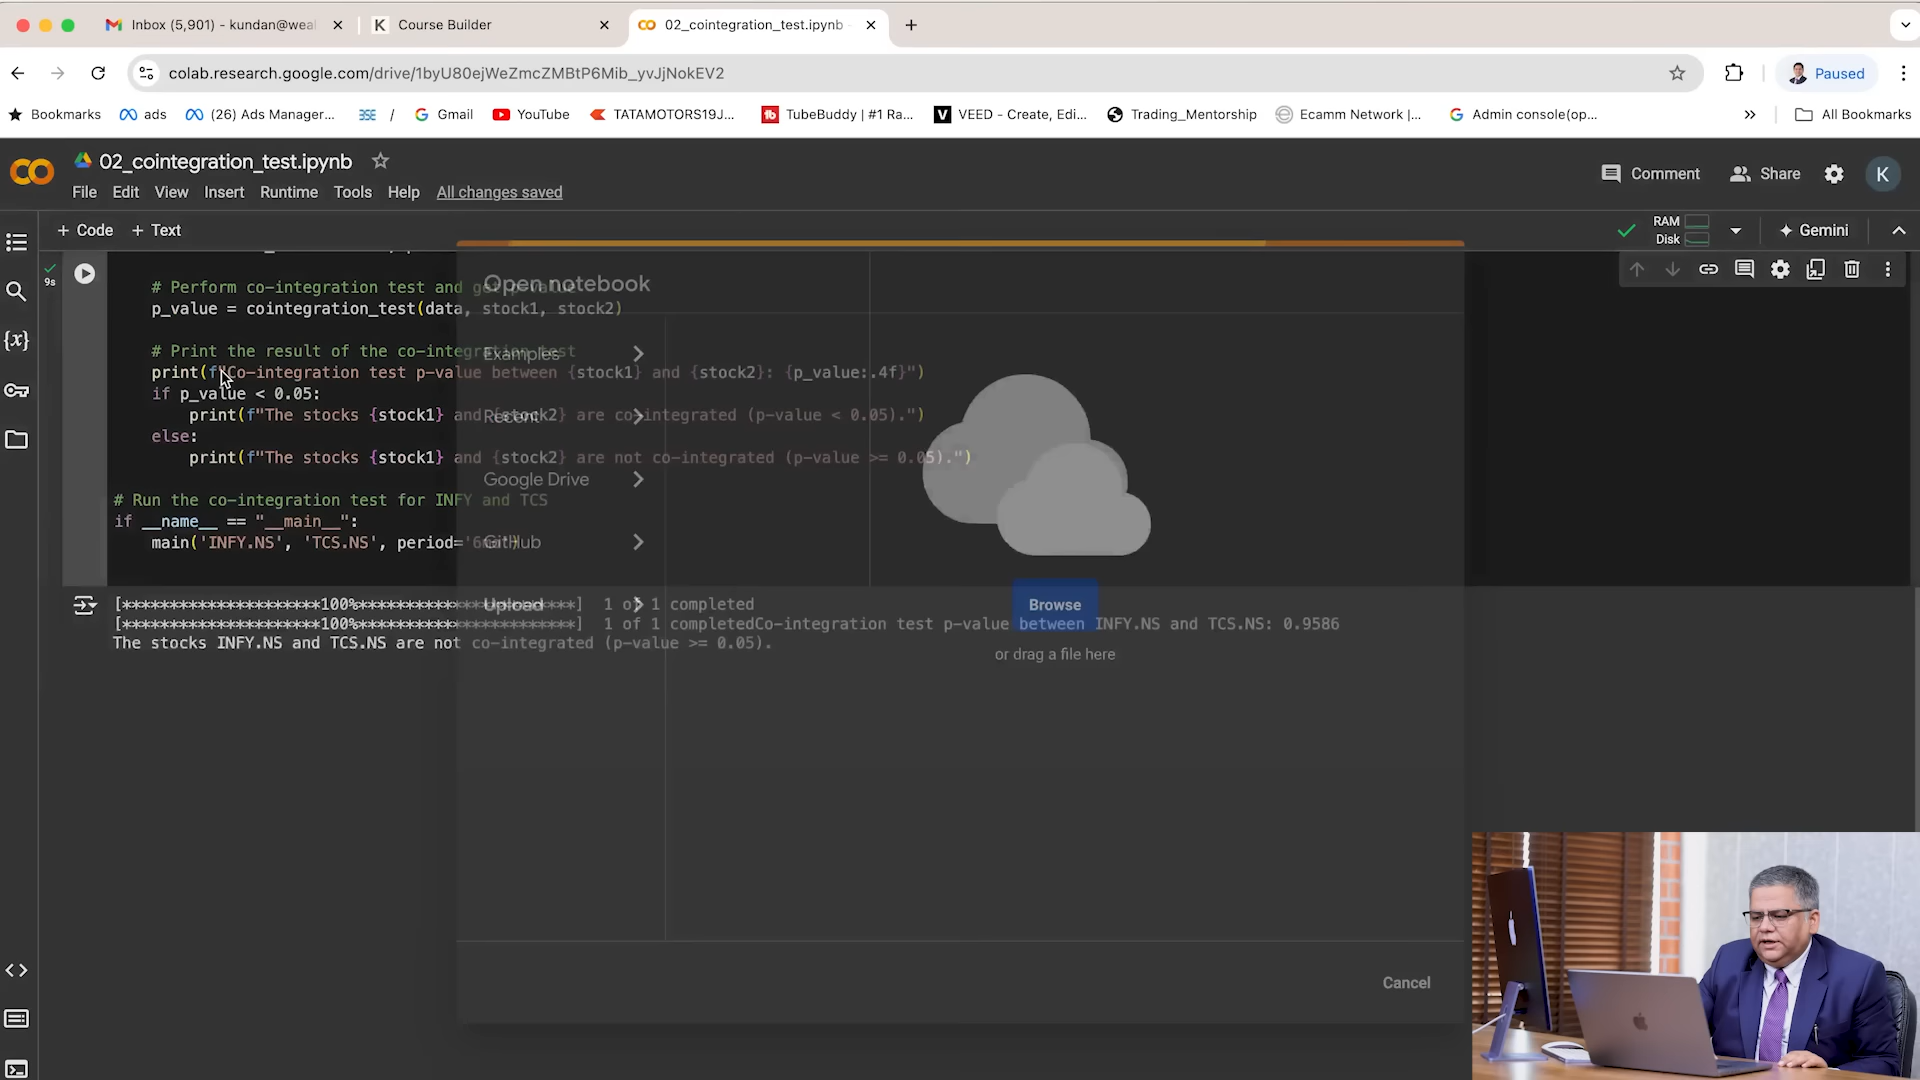 Inbox (5,901) - kundan@weal
Course Builder
02_cointegration_test.ipynb
colab.research.google.com/drive/1byU80ejWeZmcZMBtP6Mib_yvJjNokEV2
Paused
Bookmarks
ads
(26) Ads Manager...
/
Gmail
YouTube
TATAMOTORS19J...
TubeBuddy | #1 Ra...
VEED - Create, Edi...
Trading_Mentorship
Ecamm Network |...
Admin console(op...
All Bookmarks
02_cointegration_test.ipynb
File Edit View Insert Runtime Tools Help All changes saved
Comment
Share
K
+ Code + Text
RAM
Disk
Gemini
9s
Open notebook
# Perform co-integration test and get p-value
p_value = cointegration_test(data, stock1, stock2)
# Print the result of the co-integration test
Examples
print(f"Co-integration test p-value between {stock1} and {stock2}: {p_value:.4f}")
if p_value < 0.05:
print(f"The stocks {stock1} and {stock2} are co-integrated (p-value < 0.05).")
Recent
else:
print(f"The stocks {stock1} and {stock2} are not co-integrated (p-value >= 0.05).")
Google Drive
# Run the co-integration test for INFY and TCS
if __name__ == "__main__":
main('INFY.NS', 'TCS.NS', period='6mo')
GitHub
[*********************100%***********************] 1 of 1 completed
Upload
Browse
[*********************100%***********************] 1 of 1 completedCo-integration test p-value between INFY.NS and TCS.NS: 0.9586
The stocks INFY.NS and TCS.NS are not co-integrated (p-value >= 0.05).
or drag a file here
Cancel